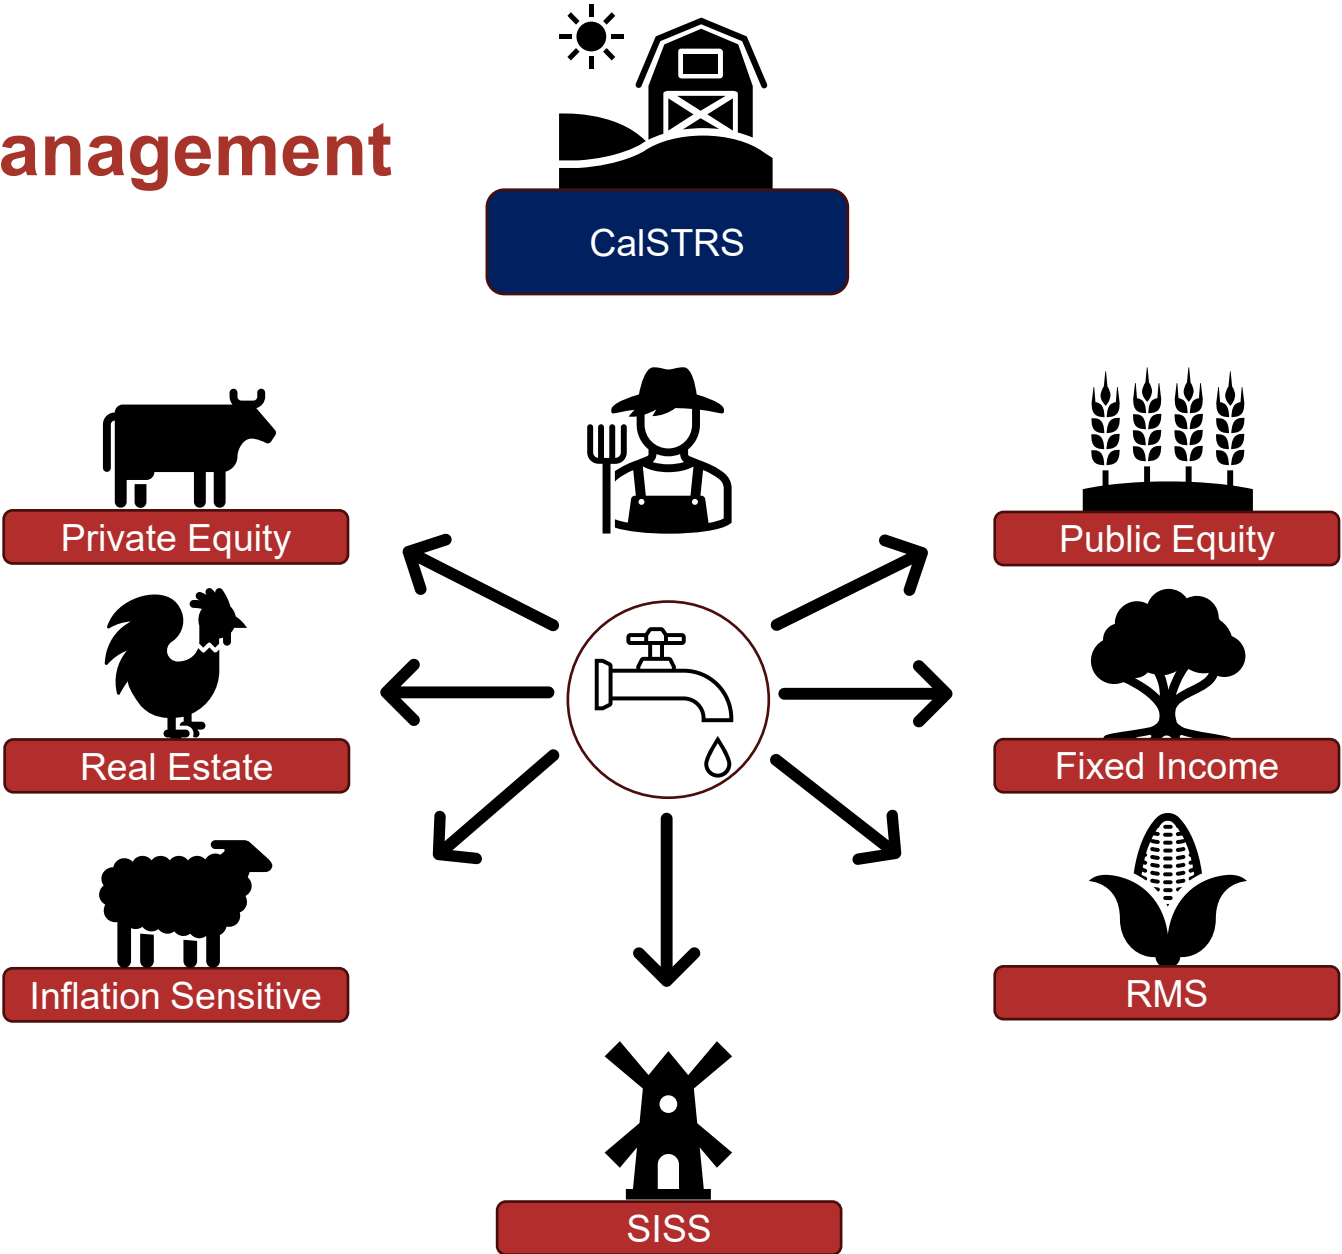 anagement
CalSTRS
Private Equity
Public Equity
Real Estate
Fixed Income
Inflation Sensitive
RMS
SISS